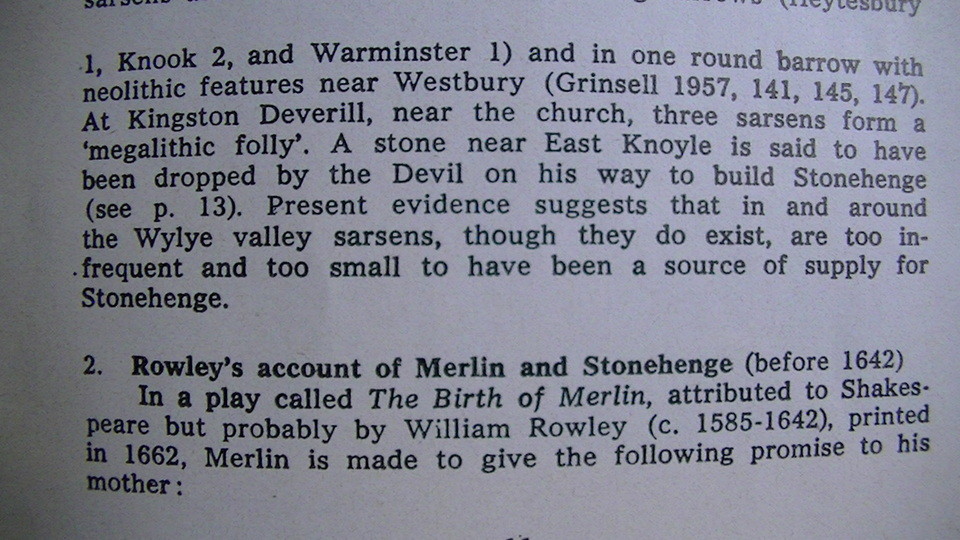 (Heytesbury
1, Knook 2, and Warminster 1) and in one round barrow with
neolithic features near Westbury (Grinsell 1957, 141, 145, 147).
At Kingston Deverill, near the church, three sarsens form a
‘megalithic folly’. A stone near East Knoyle is said to have
been dropped by the Devil on his way to build Stonehenge
(see p. 13). Present evidence suggests that in and around
the Wylye valley sarsens, though they do exist, are too in-
frequent and too small to have been a source of supply for
Stonehenge.
2. Rowley’s account of Merlin and Stonehenge (before 1642)
In a play called The Birth of Merlin, attributed to Shakes-
peare but probably by William Rowley (c. 1585-1642), printed
in 1662, Merlin is made to give the following promise to his
mother: